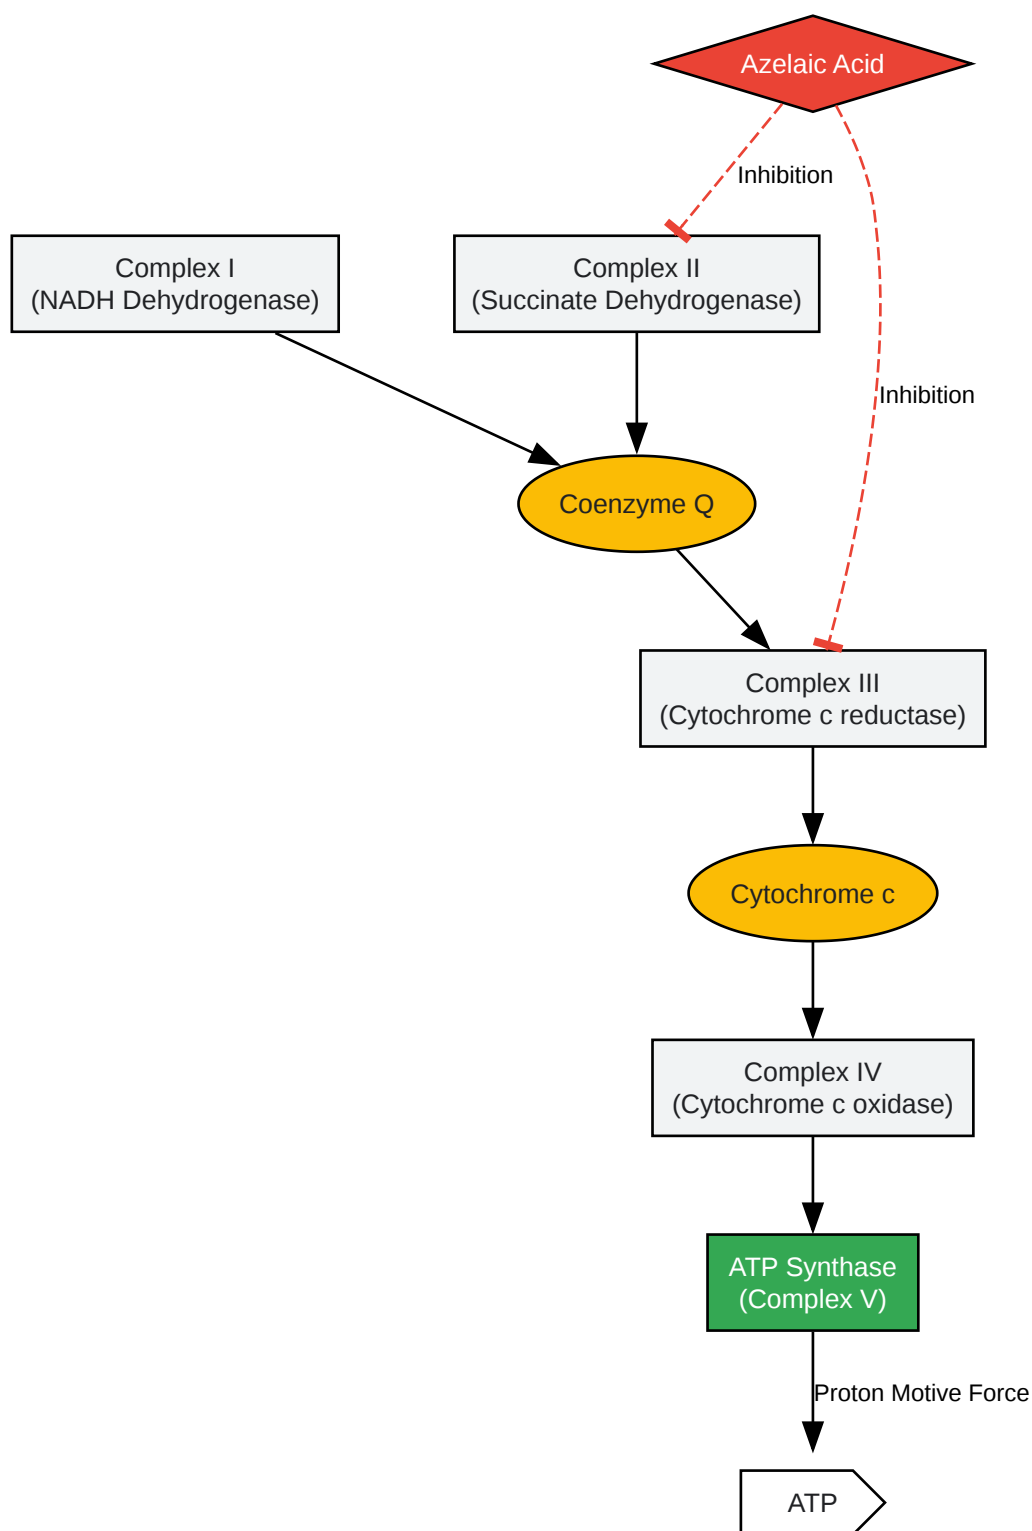 Azelaic Acid
Inhibition
Complex I
(NADH Dehydrogenase)
Complex II
(Succinate Dehydrogenase)
Inhibition
Coenzyme Q
Complex III
(Cytochrome c reductase)
Cytochrome c
Complex IV
(Cytochrome c oxidase)
ATP Synthase
(Complex V)
Proton Motive Force
ATP